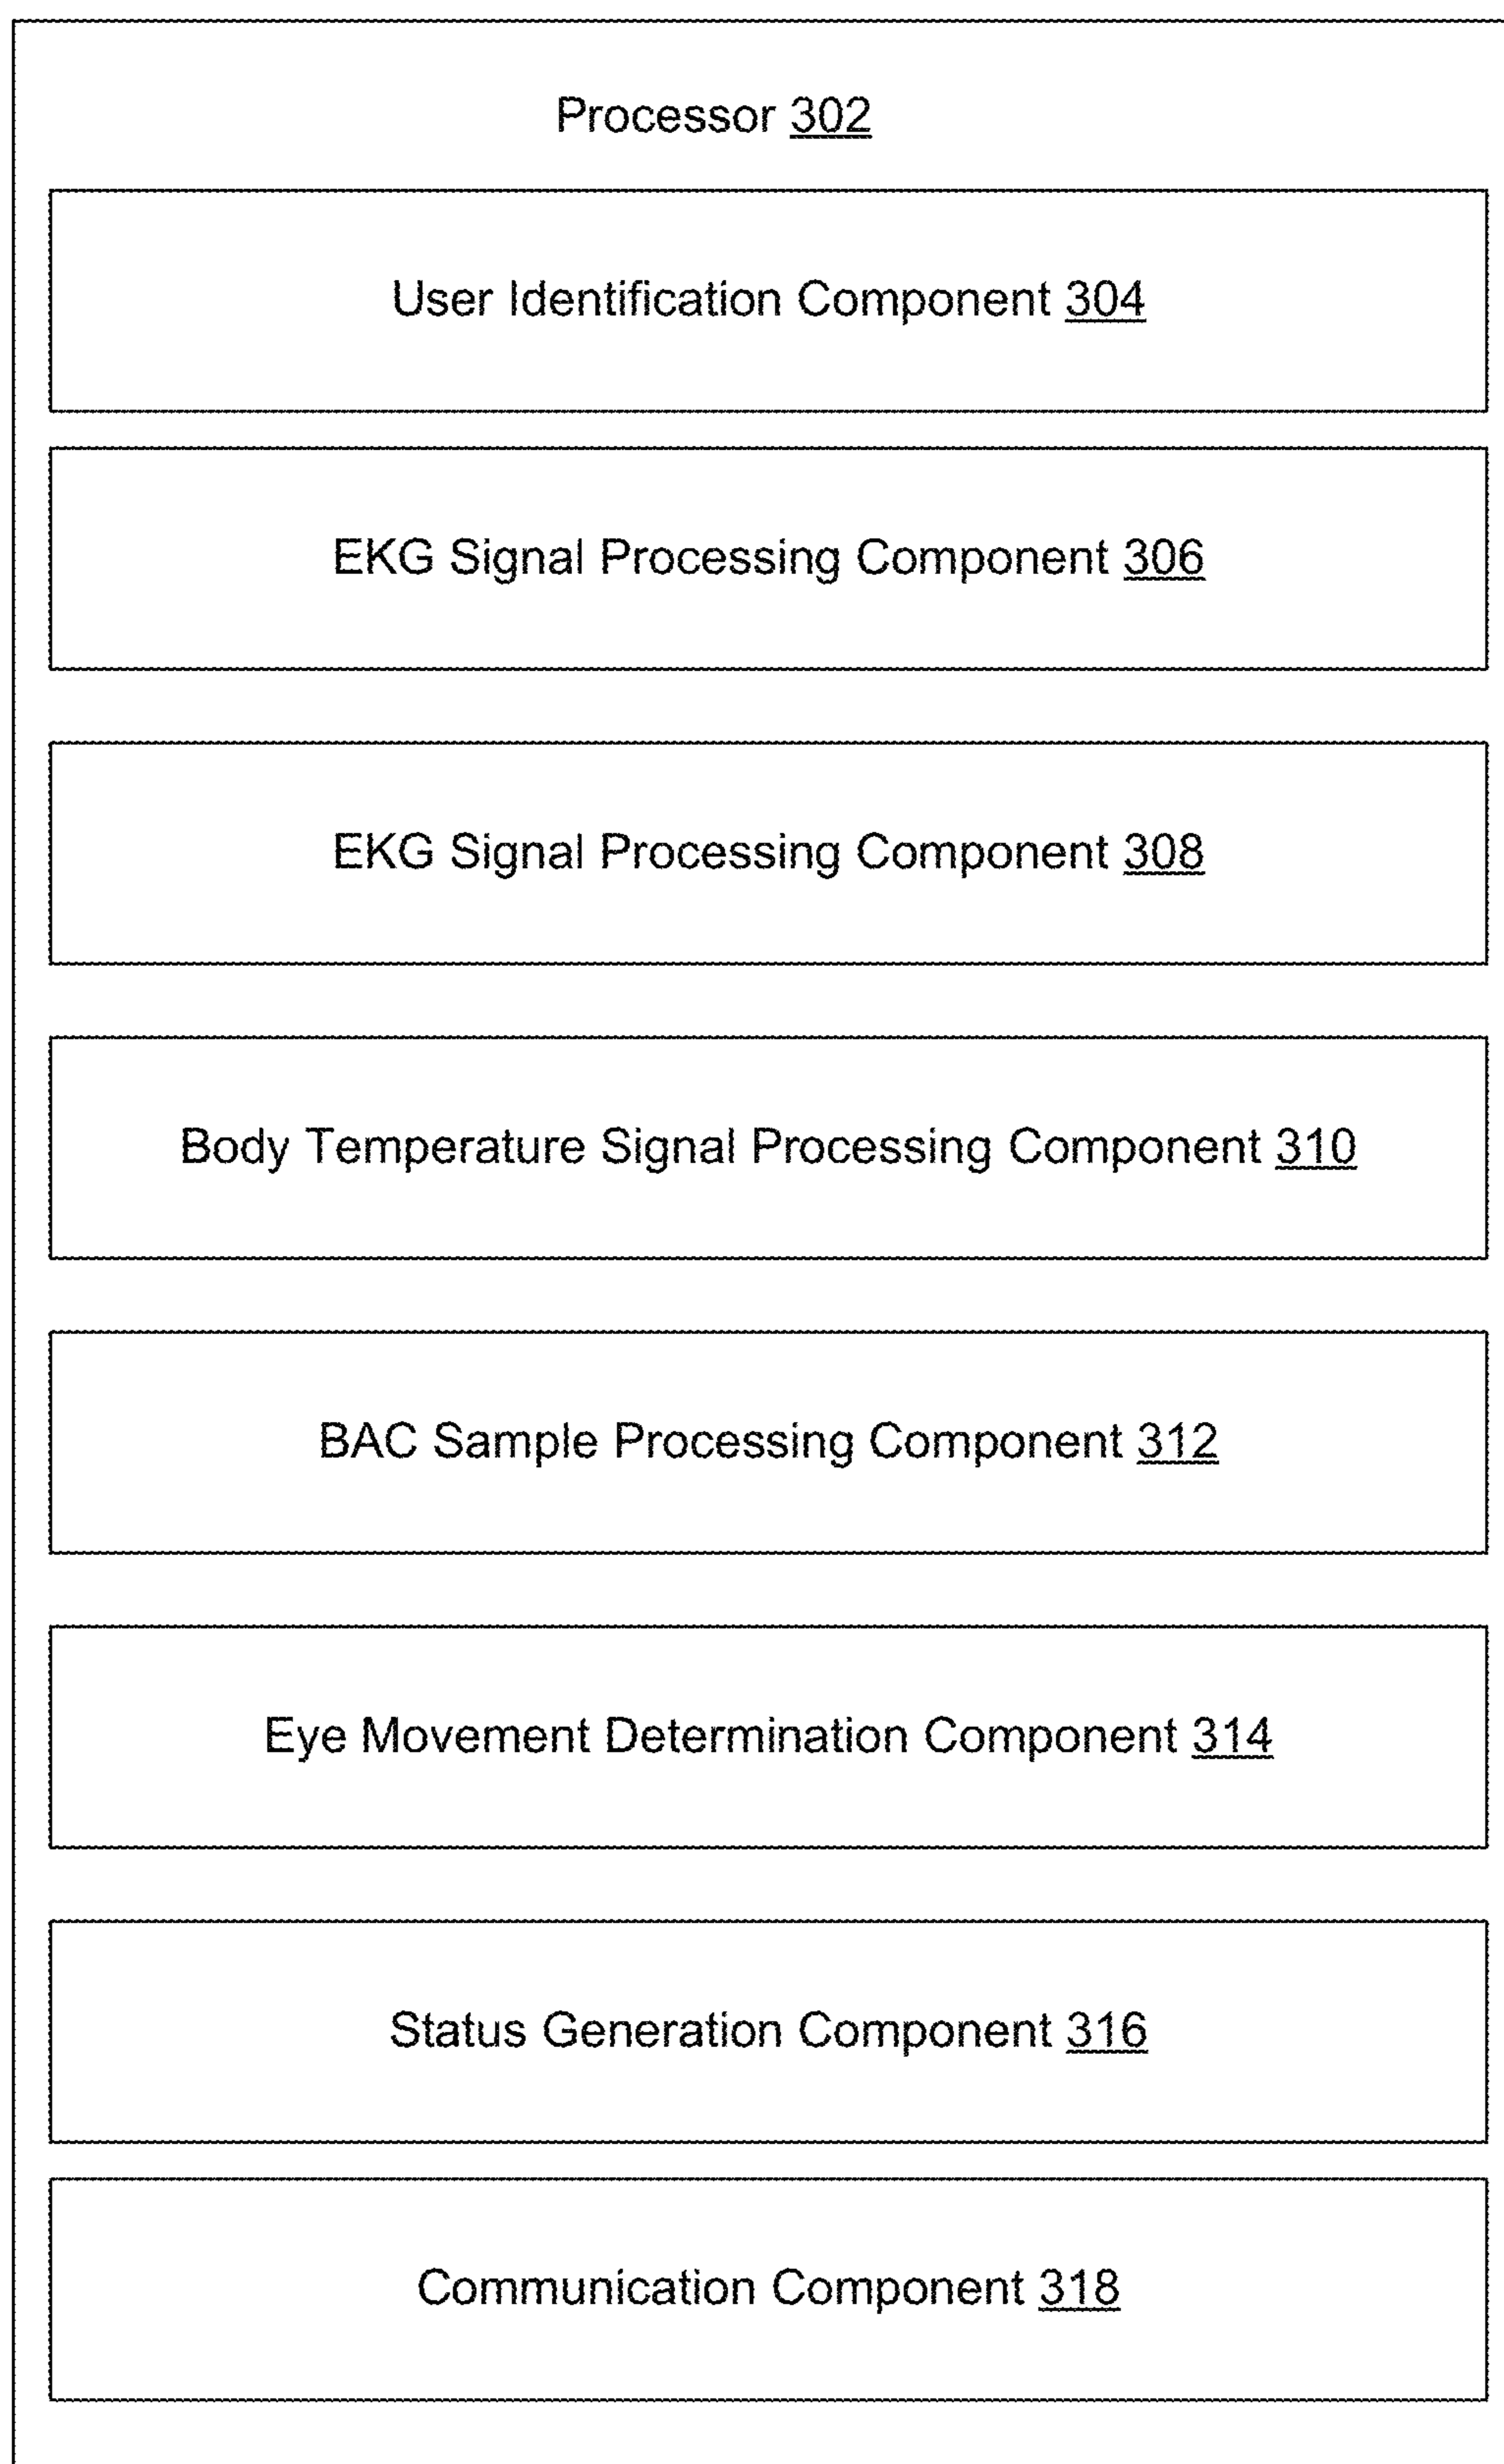 Processor 302
User Identification Component 304
EKG Signal Processing Component 306
EKG Signal Processing Component 308
Body Temperature Signal Processing Component 310
BAC Sample Processing Component 312
Eye Movement Determination Component 314
Status Generation Component 316
Communication Component 318